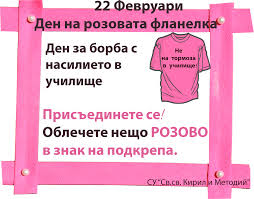 22 Февруари
Ден на розовата фланелка
Ден за борба с
насилието в
училище
Не
на тормоза
в училище!
Присъединете се!
Облечете нещо РОЗОВО
в знак на подкрепа.
СУ"Св.св. Кирил и Методий"